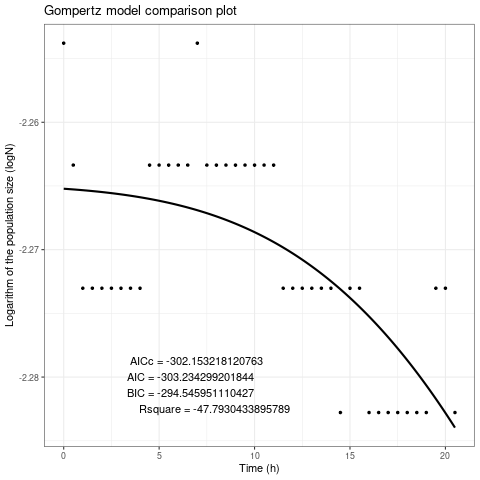 Gompertz model comparison plot
Logarithm of the population size (logN)
-2.26
-2.27
-2.28
AICc = -302.153218120763
AIC = -303.234299201844
BIC = -294.545951110427
Rsquare = -47.7930433895789
0 5 10 15 20
Time (h)